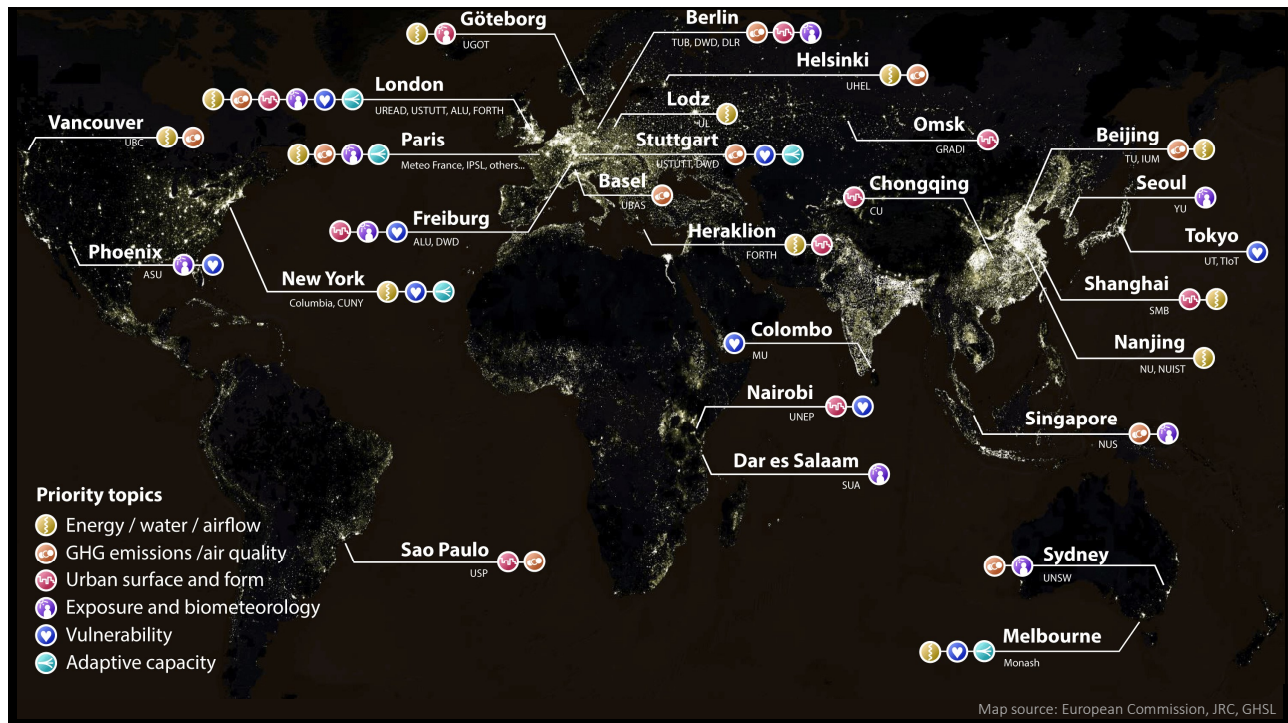 Göteborg
UGOT
Berlin
TUB, DWD, DLR
Helsinki
UHEL
London
UREAD, USTUTT, ALU, FORTH
Lodz
UL
Vancouver
UBC
Paris
Meteo France, IPSL, others...
Stuttgart
USTUTT, DWD
Omsk
GRADI
Beijing
TU, IUM
Basel
UBAS
Chongqing
CU
Seoul
YU
Freiburg
ALU, DWD
Heraklion
FORTH
Tokyo
UT, TIoT
Phoenix
ASU
New York
Columbia, CUNY
Shanghai
SMB
Colombo
MU
Nanjing
NU, NUIST
Nairobi
UNEP
Singapore
NUS
Dar es Salaam
SUA
Sao Paulo
USP
Sydney
UNSW
Melbourne
Monash
Priority topics
Energy / water / airflow
GHG emissions /air quality
Urban surface and form
Exposure and biometeorology
Vulnerability
Adaptive capacity
Map source: European Commission, JRC, GHSL